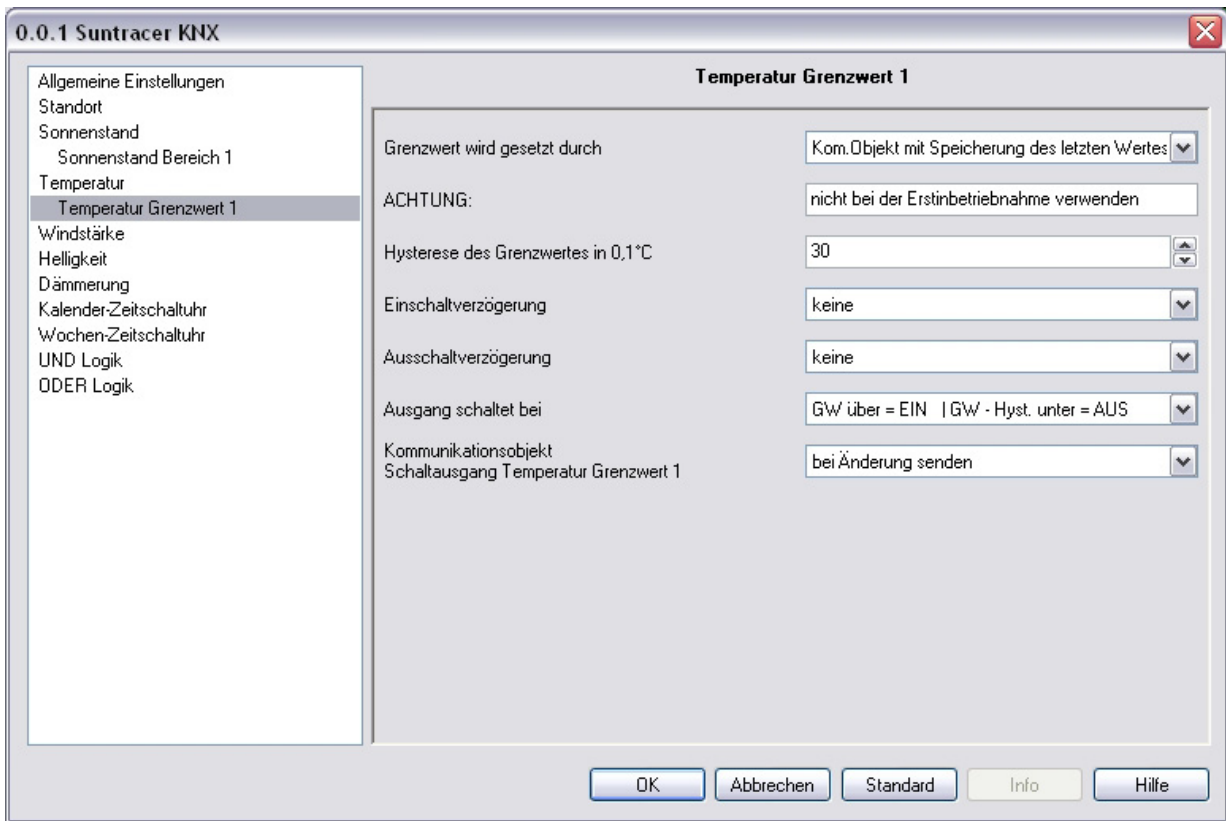 0.0.1 Suntracer KNX
Allgemeine Einstellungen
Standort
Sonnenstand
Sonnenstand Bereich 1
Temperatur
Temperatur Grenzwert 1
Windstärke
Helligkeit
Dämmerung
Kalender-Zeitschaltuhr
Wochen-Zeitschaltuhr
UND Logik
ODER Logik
Temperatur Grenzwert 1
Grenzwert wird gesetzt durch
Kom.Objekt mit Speicherung des letzten Wertes
ACHTUNG:
nicht bei der Erstinbetriebnahme verwenden
Hysterese des Grenzwertes in 0,1°C
30
Einschaltverzögerung
keine
Ausschaltverzögerung
keine
Ausgang schaltet bei
GW über = EIN | GW - Hyst. unter = AUS
Kommunikationsobjekt
Schaltausgang Temperatur Grenzwert 1
bei Änderung senden
OK
Abbrechen
Standard
Info
Hilfe